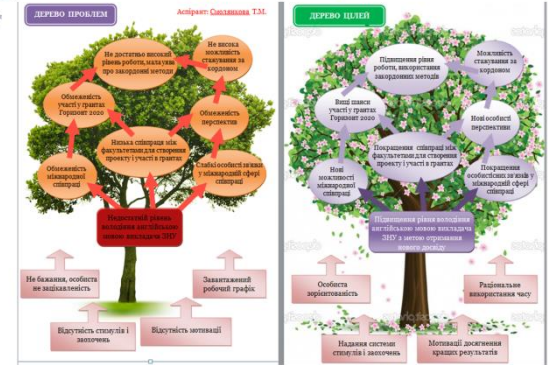 ДЕРЕВО ПРОБЛЕМ
Аспірант: Смолянкова Т.М.
Не достатньо високий
рівень роботи, мала увага
про закордонні методи
Не висока
можливість
стажування за
кордоном
Обмеженість
участі у грантах
Горизонт 2020
Обмеженість
перспектив
Низька співпраця між
факультетами для створення
проекту і участі в грантах
Обмеженість
міжнародної
співпраці
Слабкі особисті зв'язки
у міжнародній сфері
співпраці
Недостатній рівень
володіння англійською
мовою викладача ЗНУ
Не бажання, особиста
не зацікавленість
Завантажений
робочий графік
Відсутність стимулів і
заохочень
Відсутність мотивації
ДЕРЕВО ЦІЛЕЙ
Підвищення рівня
роботи, використання
закордонних методів
Можливість
стажування за
кордоном
Вищі шанси
участі у грантах
Горизонт 2020
Нові особисті
перспективи
Покращення співпраці між
факультетами для створення
проекту і участі в грантах
Нові
можливості
міжнародної
співпраці
Покращення
особистісних зв'язків у
міжнародній сфері
співпраці
Підвищення рівня володіння
англійською мовою викладача
ЗНУ з метою отримання
нового досвіду
Особиста
зорієнтованість
Раціональне
використання часу
Надання системи
стимулів і заохочень
Мотивації досягнення
кращих результатів